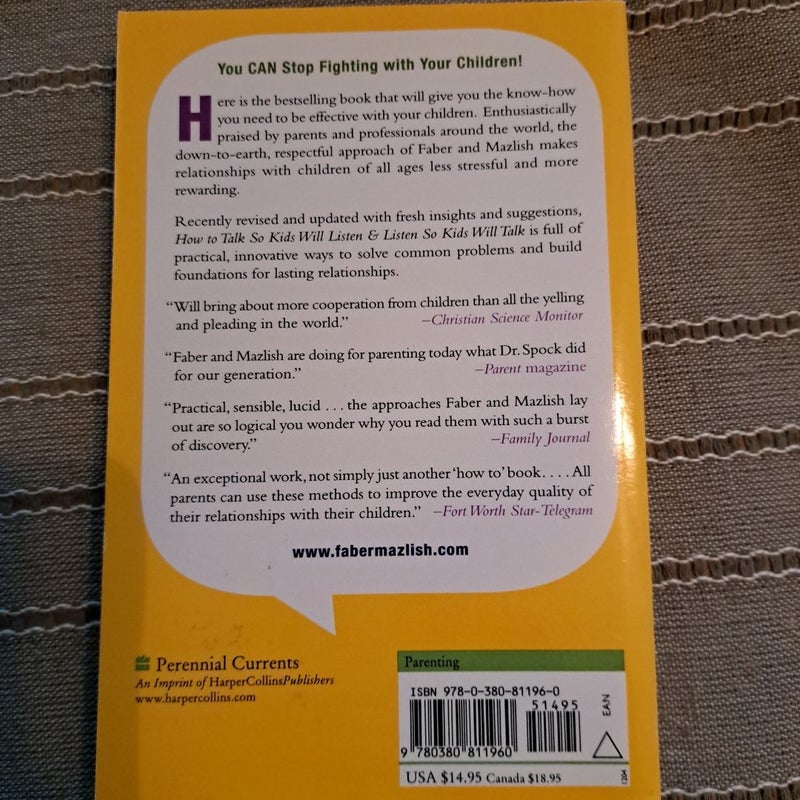 You CAN Stop Fighting with Your Children!
Here is the bestselling book that will give you the know-how
you need to be effective with your children. Enthusiastically
praised by parents and professionals around the world, the
down-to-earth, respectful approach of Faber and Mazlish makes
relationships with children of all ages less stressful and more
rewarding.
Recently revised and updated with fresh insights and suggestions,
How to Talk So Kids Will Listen & Listen So Kids Will Talk is full of
practical, innovative ways to solve common problems and build
foundations for lasting relationships.
“Will bring about more cooperation from children than all the yelling
and pleading in the world.” –Christian Science Monitor
“Faber and Mazlish are doing for parenting today what Dr. Spock did
for our generation.” –Parent magazine
“Practical, sensible, lucid . . . the approaches Faber and Mazlish lay
out are so logical you wonder why you read them with such a burst
of discovery.” –Family Journal
“An exceptional work, not simply just another ‘how to’ book. . . . All
parents can use these methods to improve the everyday quality of
their relationships with their children.” –Fort Worth Star-Telegram
www.fabermazlish.com
Perennial Currents
An Imprint of HarperCollinsPublishers
www.harpercollins.com
Parenting
ISBN 978-0-380-81196-0
51495
EAN
9 780380 811960
USA $14.95 Canada $18.95
1204